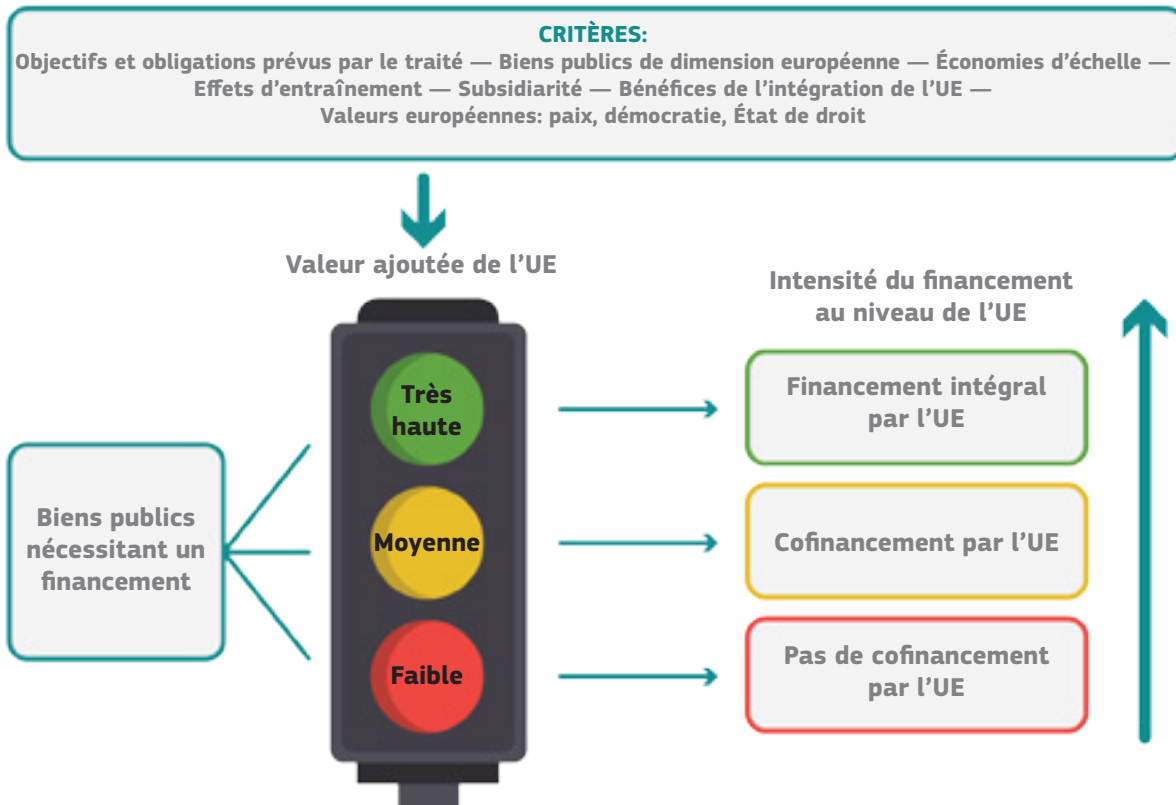 CRITÈRES:
Objectifs et obligations prévus par le traité — Biens publics de dimension européenne — Économies d'échelle —
Effets d'entraînement — Subsidiarité — Bénéfices de l'intégration de l'UE —
Valeurs européennes: paix, démocratie, État de droit
Valeur ajoutée de l'UE
Intensité du financement
au niveau de l'UE
Biens publics
nécessitant un
financement
Très
haute
Financement intégral
par l'UE
Moyenne
Cofinancement par l'UE
Faible
Pas de cofinancement
par l'UE